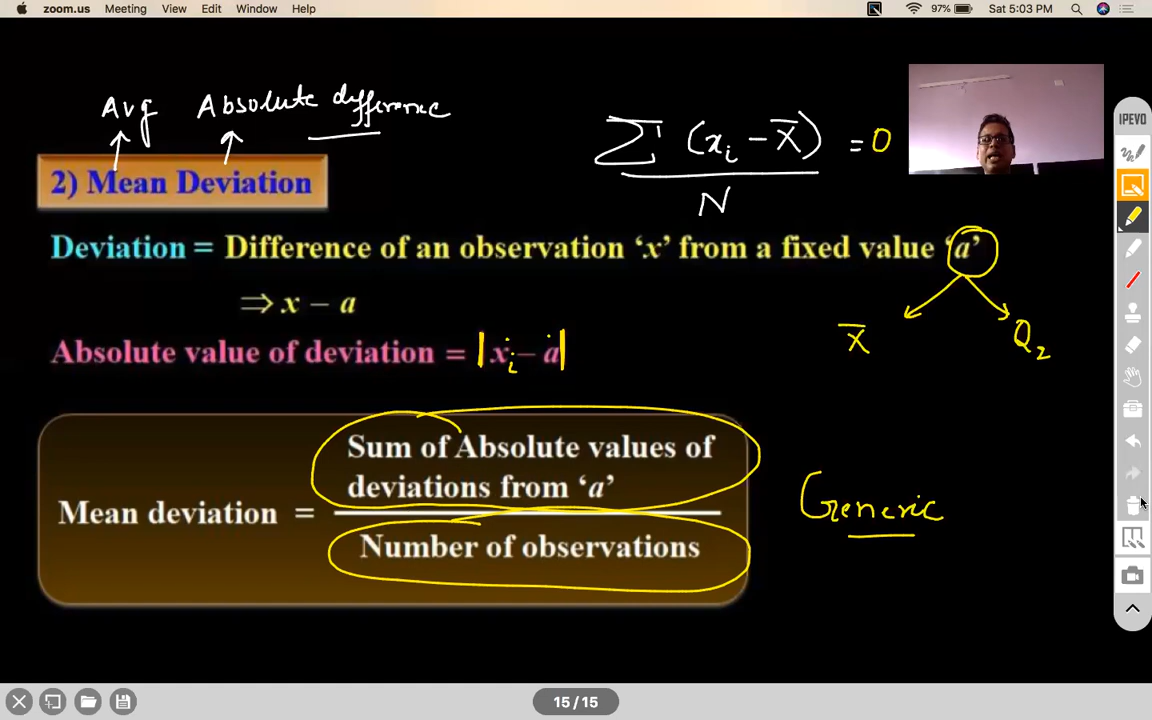 zoom.us Window Meeting View Edit Window Help 97% Sat 5:03 PM
IPEVO
Avg Absolute difference
∑ (xᵢ – x̅) = 0
N
2) Mean Deviation
Deviation = Difference of an observation ‘x’ from a fixed value ‘a’
⇒ x – a
x̅ Q₂
Absolute value of deviation = |xᵢ – a|
Sum of Absolute values of
deviations from ‘a’
Mean deviation =
Number of observations
Generic
15 / 15